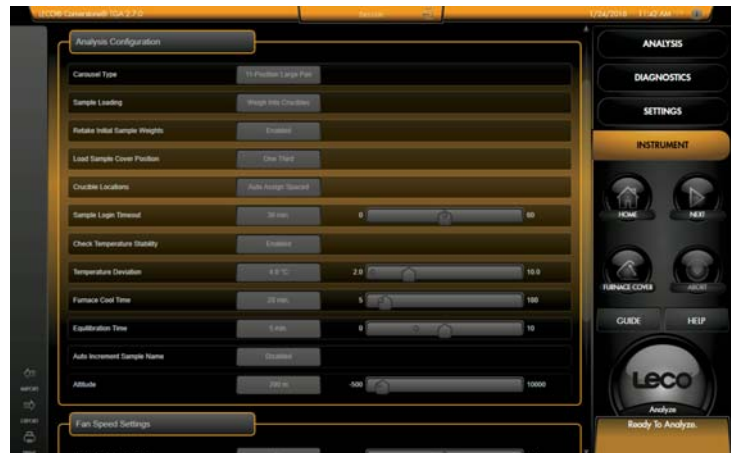 LECO® Cornerstone® TGA 2.7.0
1/24/2018 11:42 AM
Analysis Configuration
Carousel Type
11-Position Large Pan
Sample Loading
Weigh Into Crucibles
Retake Initial Sample Weights
Enabled
Load Sample Cover Position
One Third
Crucible Locations
Auto Assign Spaced
Sample Login Timeout
30 min.
0
60
Check Temperature Stability
Enabled
Temperature Deviation
4.0 °C
2.0
10.0
Furnace Cool Time
20 min.
5
180
Equilibration Time
5 min.
0
10
Auto Increment Sample Name
Disabled
Altitude
200 m
-500
10000
Fan Speed Settings
IMPORT
EXPORT
ANALYSIS
DIAGNOSTICS
SETTINGS
INSTRUMENT
HOME
NEXT
FURNACE COVER
ABORT
GUIDE
HELP
LECO
Analyze
Ready To Analyze.